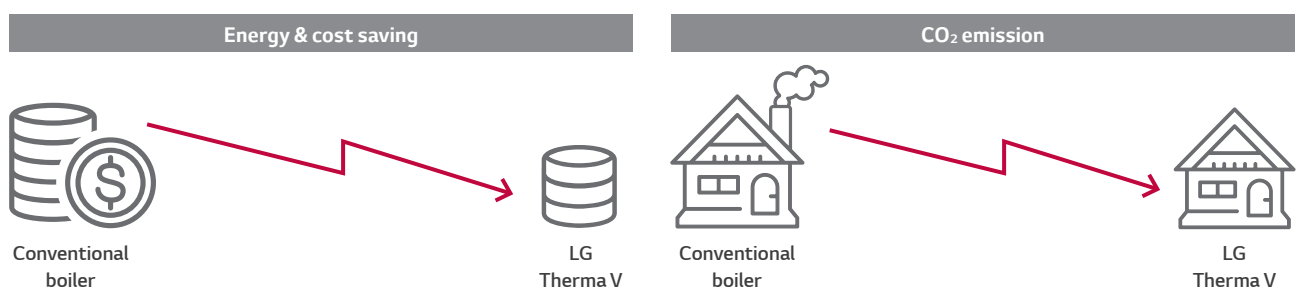 Energy & cost saving
CO₂ emission
$
Conventional
boiler
LG
Therma V
Conventional
boiler
LG
Therma V